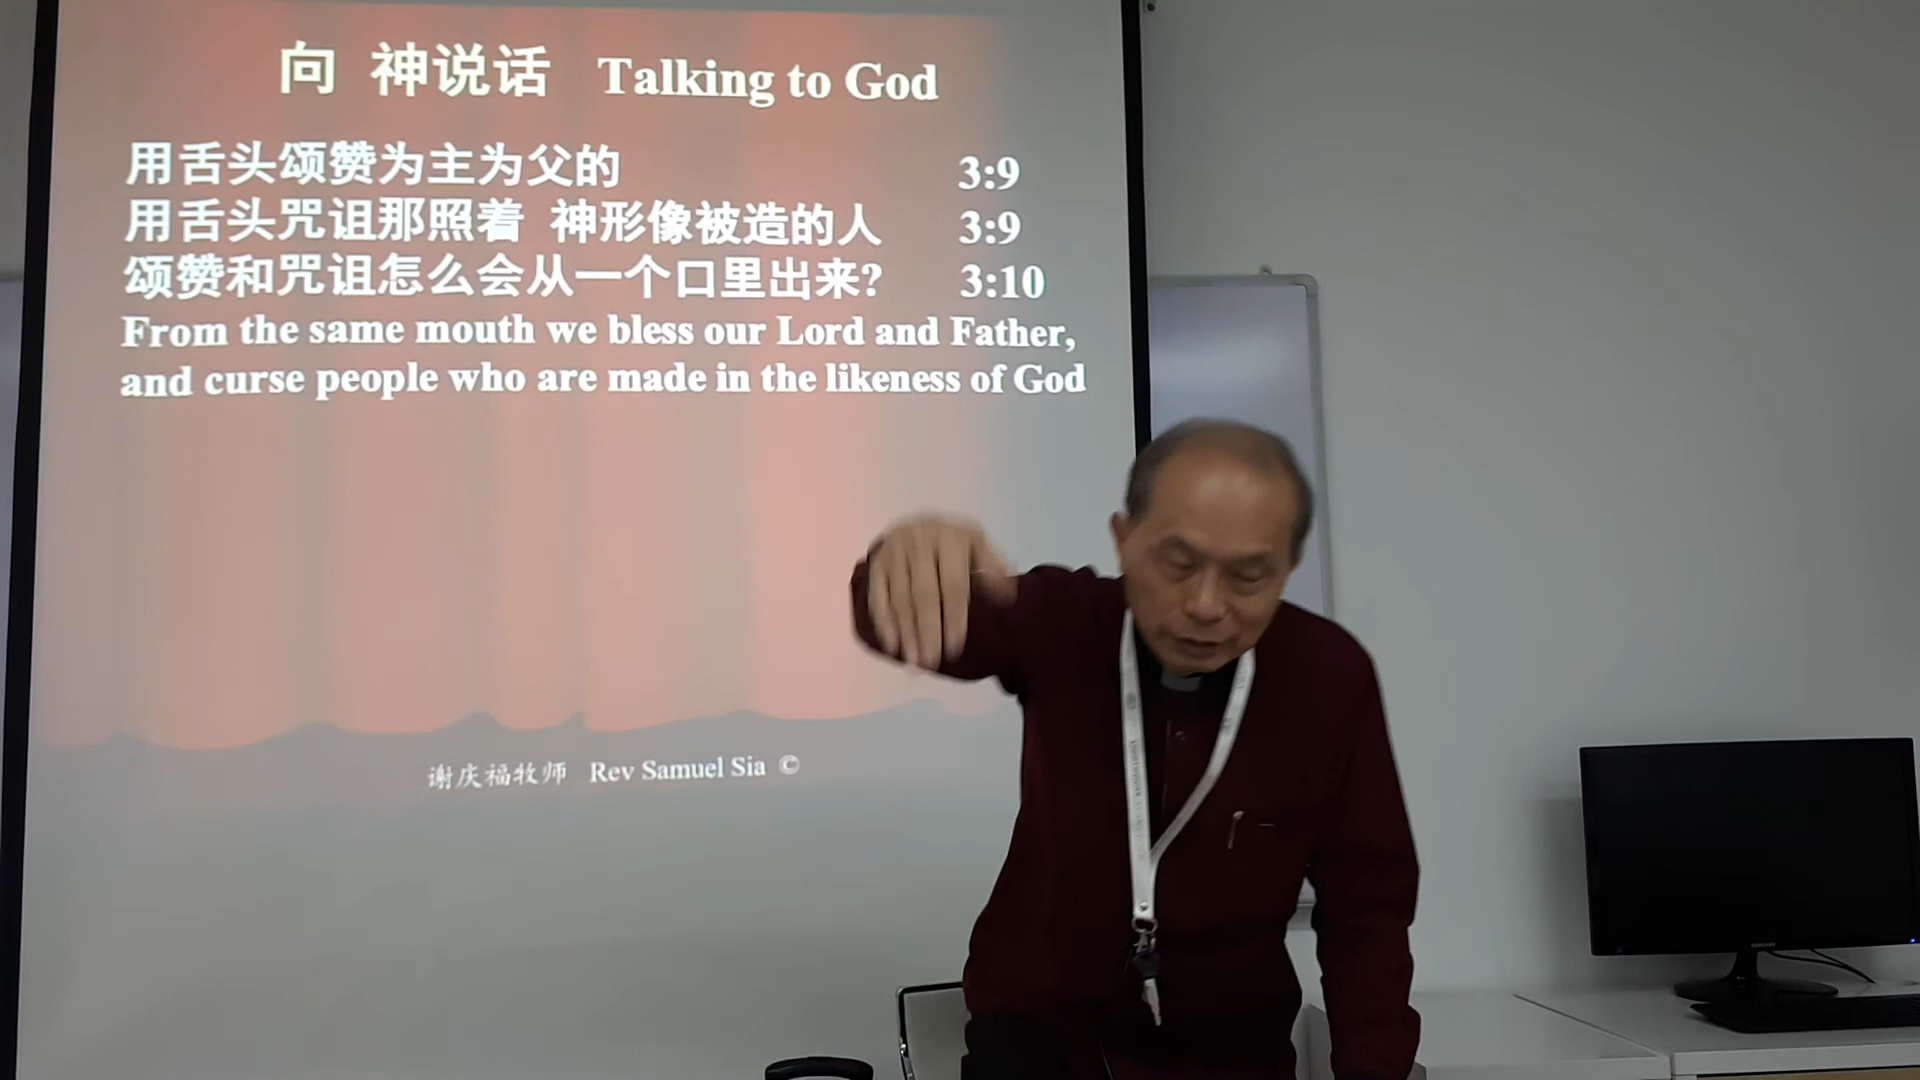 向 神说话 Talking to God
用舌头颂赞为主为父的 3:9
用舌头咒诅那照着 神形像被造的人 3:9
颂赞和咒诅怎么会从一个口里出来? 3:10
From the same mouth we bless our Lord and Father,
and curse people who are made in the likeness of God
谢庆福牧师 Rev Samuel Sia ©
SAMSUNG